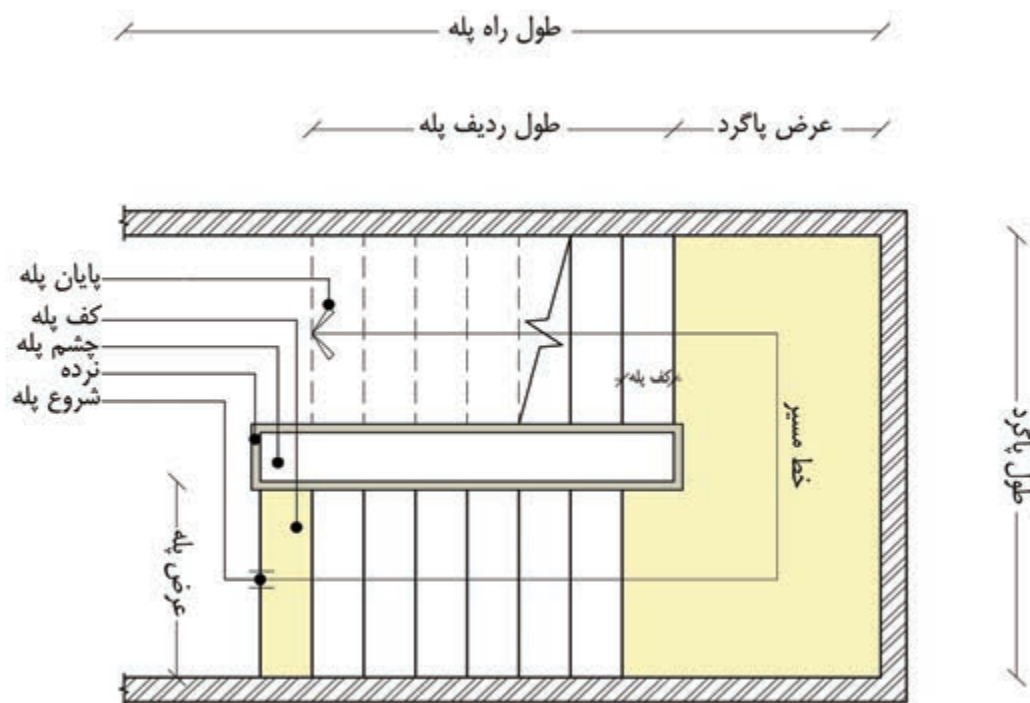 طول راه پله
عرض پاگرد
طول ردیف پله
پایان پله
کف پله
چشم پله
نرده
شروع پله
کف پله
خط مسیر
طول پاگرد
عرض پله